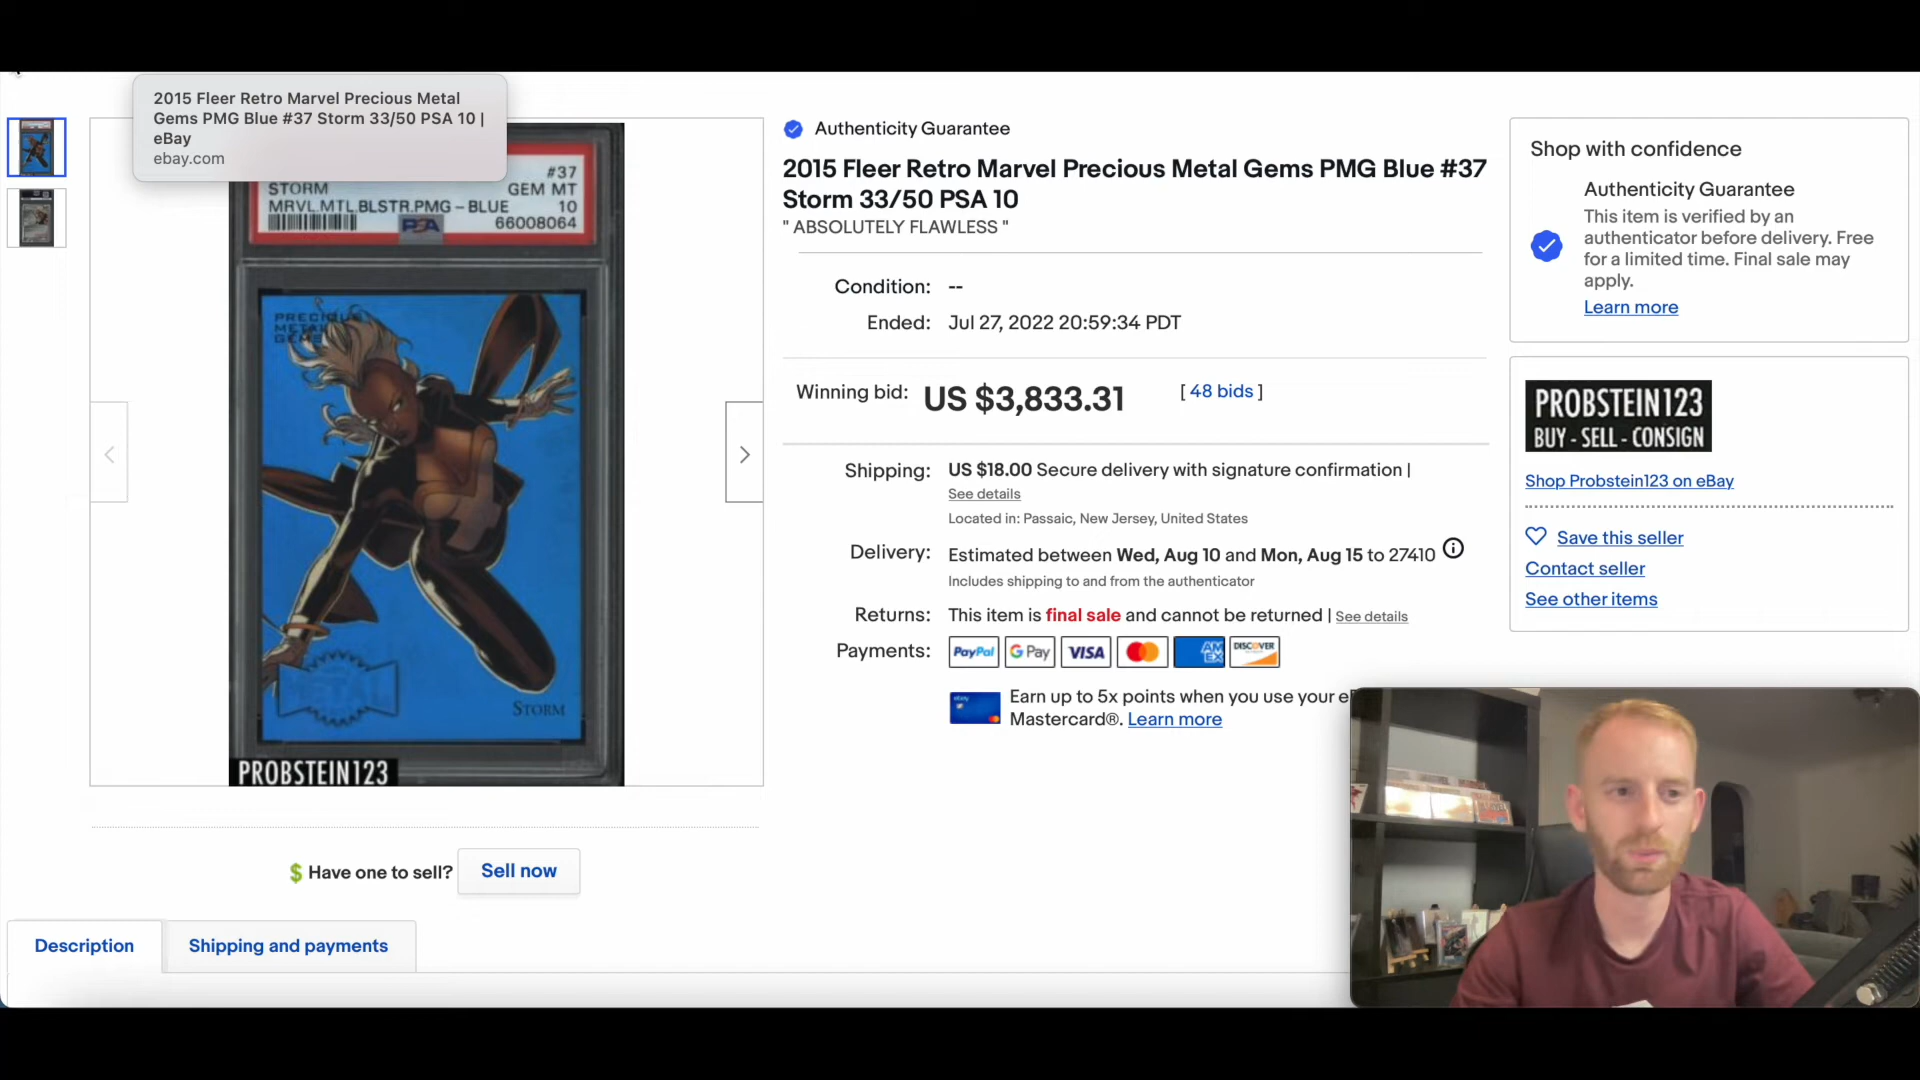 2015 Fleer Retro Marvel Precious Metal
Gems PMG Blue #37 Storm 33/50 PSA 10 |
eBay
ebay.com
#37
STORM GEM MT
MRVL.MTL.BLSTR.PMG - BLUE 10
PSA 66008064
PRECIOUS
METAL
GEMS
METAL
STORM
PROBSTEIN123
Authenticity Guarantee
2015 Fleer Retro Marvel Precious Metal Gems PMG Blue #37
Storm 33/50 PSA 10
" ABSOLUTELY FLAWLESS "
Condition: --
Ended: Jul 27, 2022 20:59:34 PDT
Winning bid: US $3,833.31 [ 48 bids ]
Shipping: US $18.00 Secure delivery with signature confirmation |
See details
Located in: Passaic, New Jersey, United States
Delivery: Estimated between Wed, Aug 10 and Mon, Aug 15 to 27410
Includes shipping to and from the authenticator
Returns: This item is final sale and cannot be returned | See details
Payments: PayPal G Pay VISA AM EX DISCOVER
ebay
Earn up to 5x points when you use your e
Mastercard®. Learn more
Shop with confidence
Authenticity Guarantee
This item is verified by an
authenticator before delivery. Free
for a limited time. Final sale may
apply.
Learn more
PROBSTEIN123
BUY - SELL - CONSIGN
Shop Probstein123 on eBay
Save this seller
Contact seller
See other items
$ Have one to sell? Sell now
Description
Shipping and payments